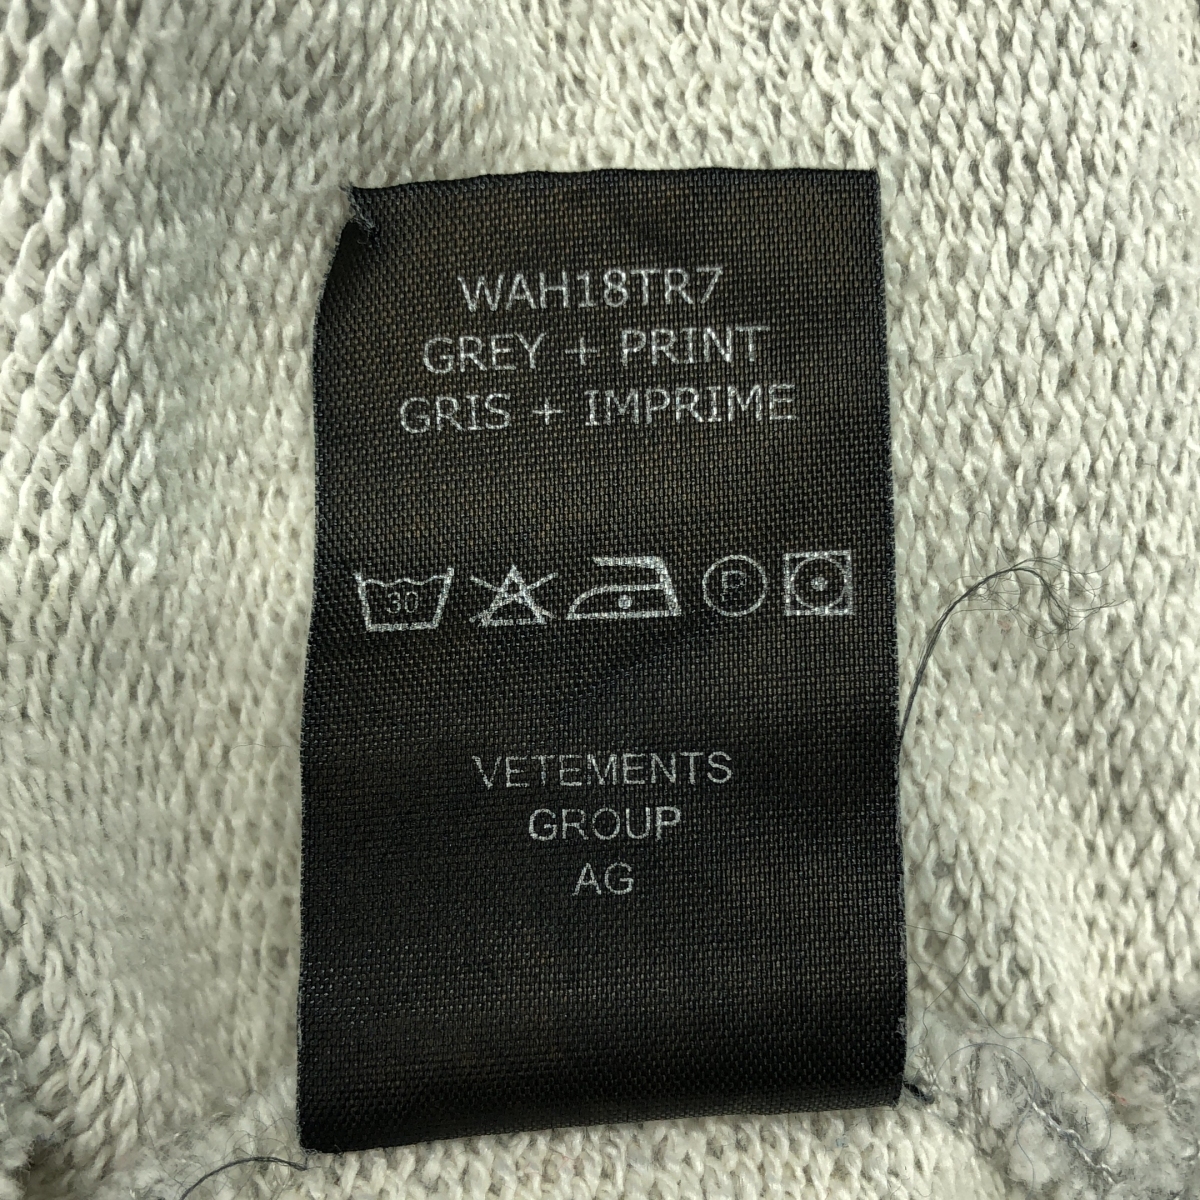 WAH18TR7
GREY + PRINT
GRIS + IMPRIME
30 P
VETEMENTS
GROUP
AG